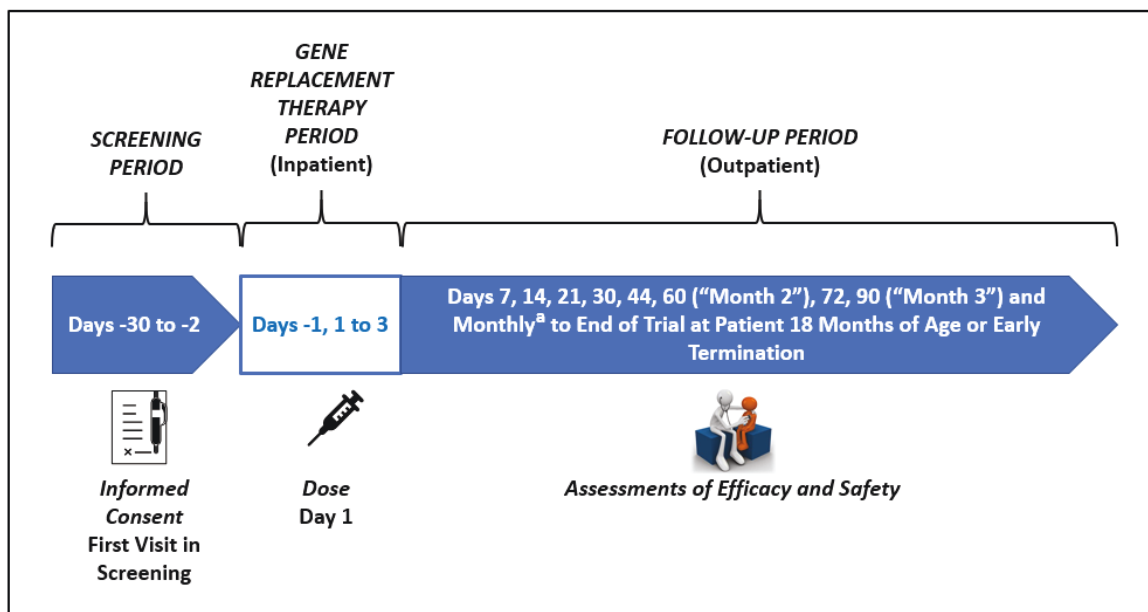 SCREENING
PERIOD
GENE
REPLACEMENT
THERAPY
PERIOD
(Inpatient)
FOLLOW-UP PERIOD
(Outpatient)
Days -30 to -2
Days -1, 1 to 3
Days 7, 14, 21, 30, 44, 60 (“Month 2”), 72, 90 (“Month 3”) and
Monthlyᵃ to End of Trial at Patient 18 Months of Age or Early
Termination
Informed
Consent
First Visit in
Screening
Dose
Day 1
Assessments of Efficacy and Safety